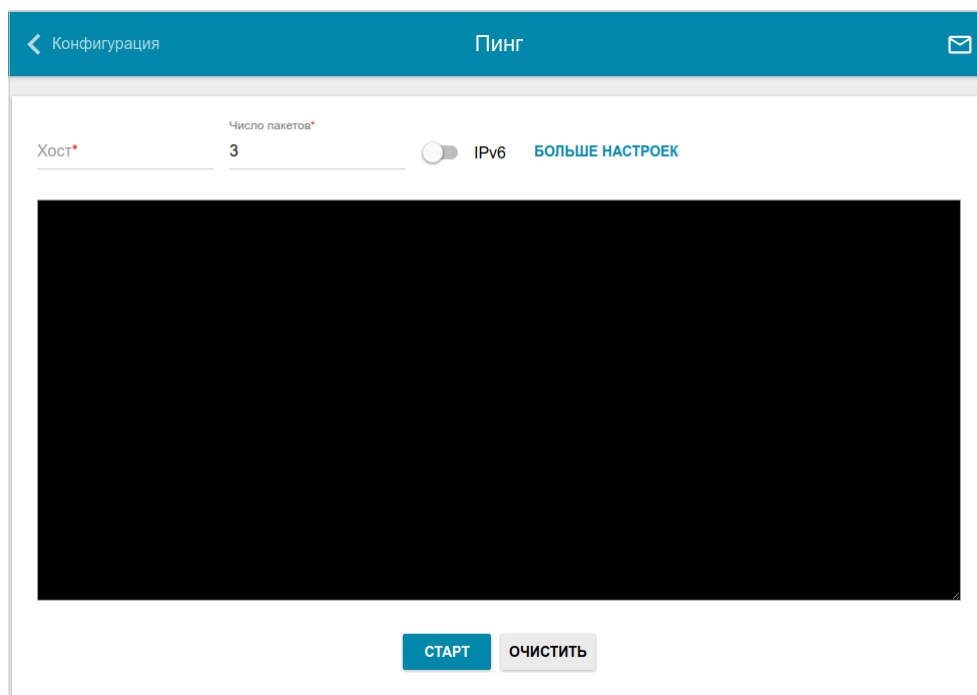 Конфигурация
Пинг
Число пакетов*
Хост*
3
IPv6
БОЛЬШЕ НАСТРОЕК
СТАРТ
ОЧИСТИТЬ